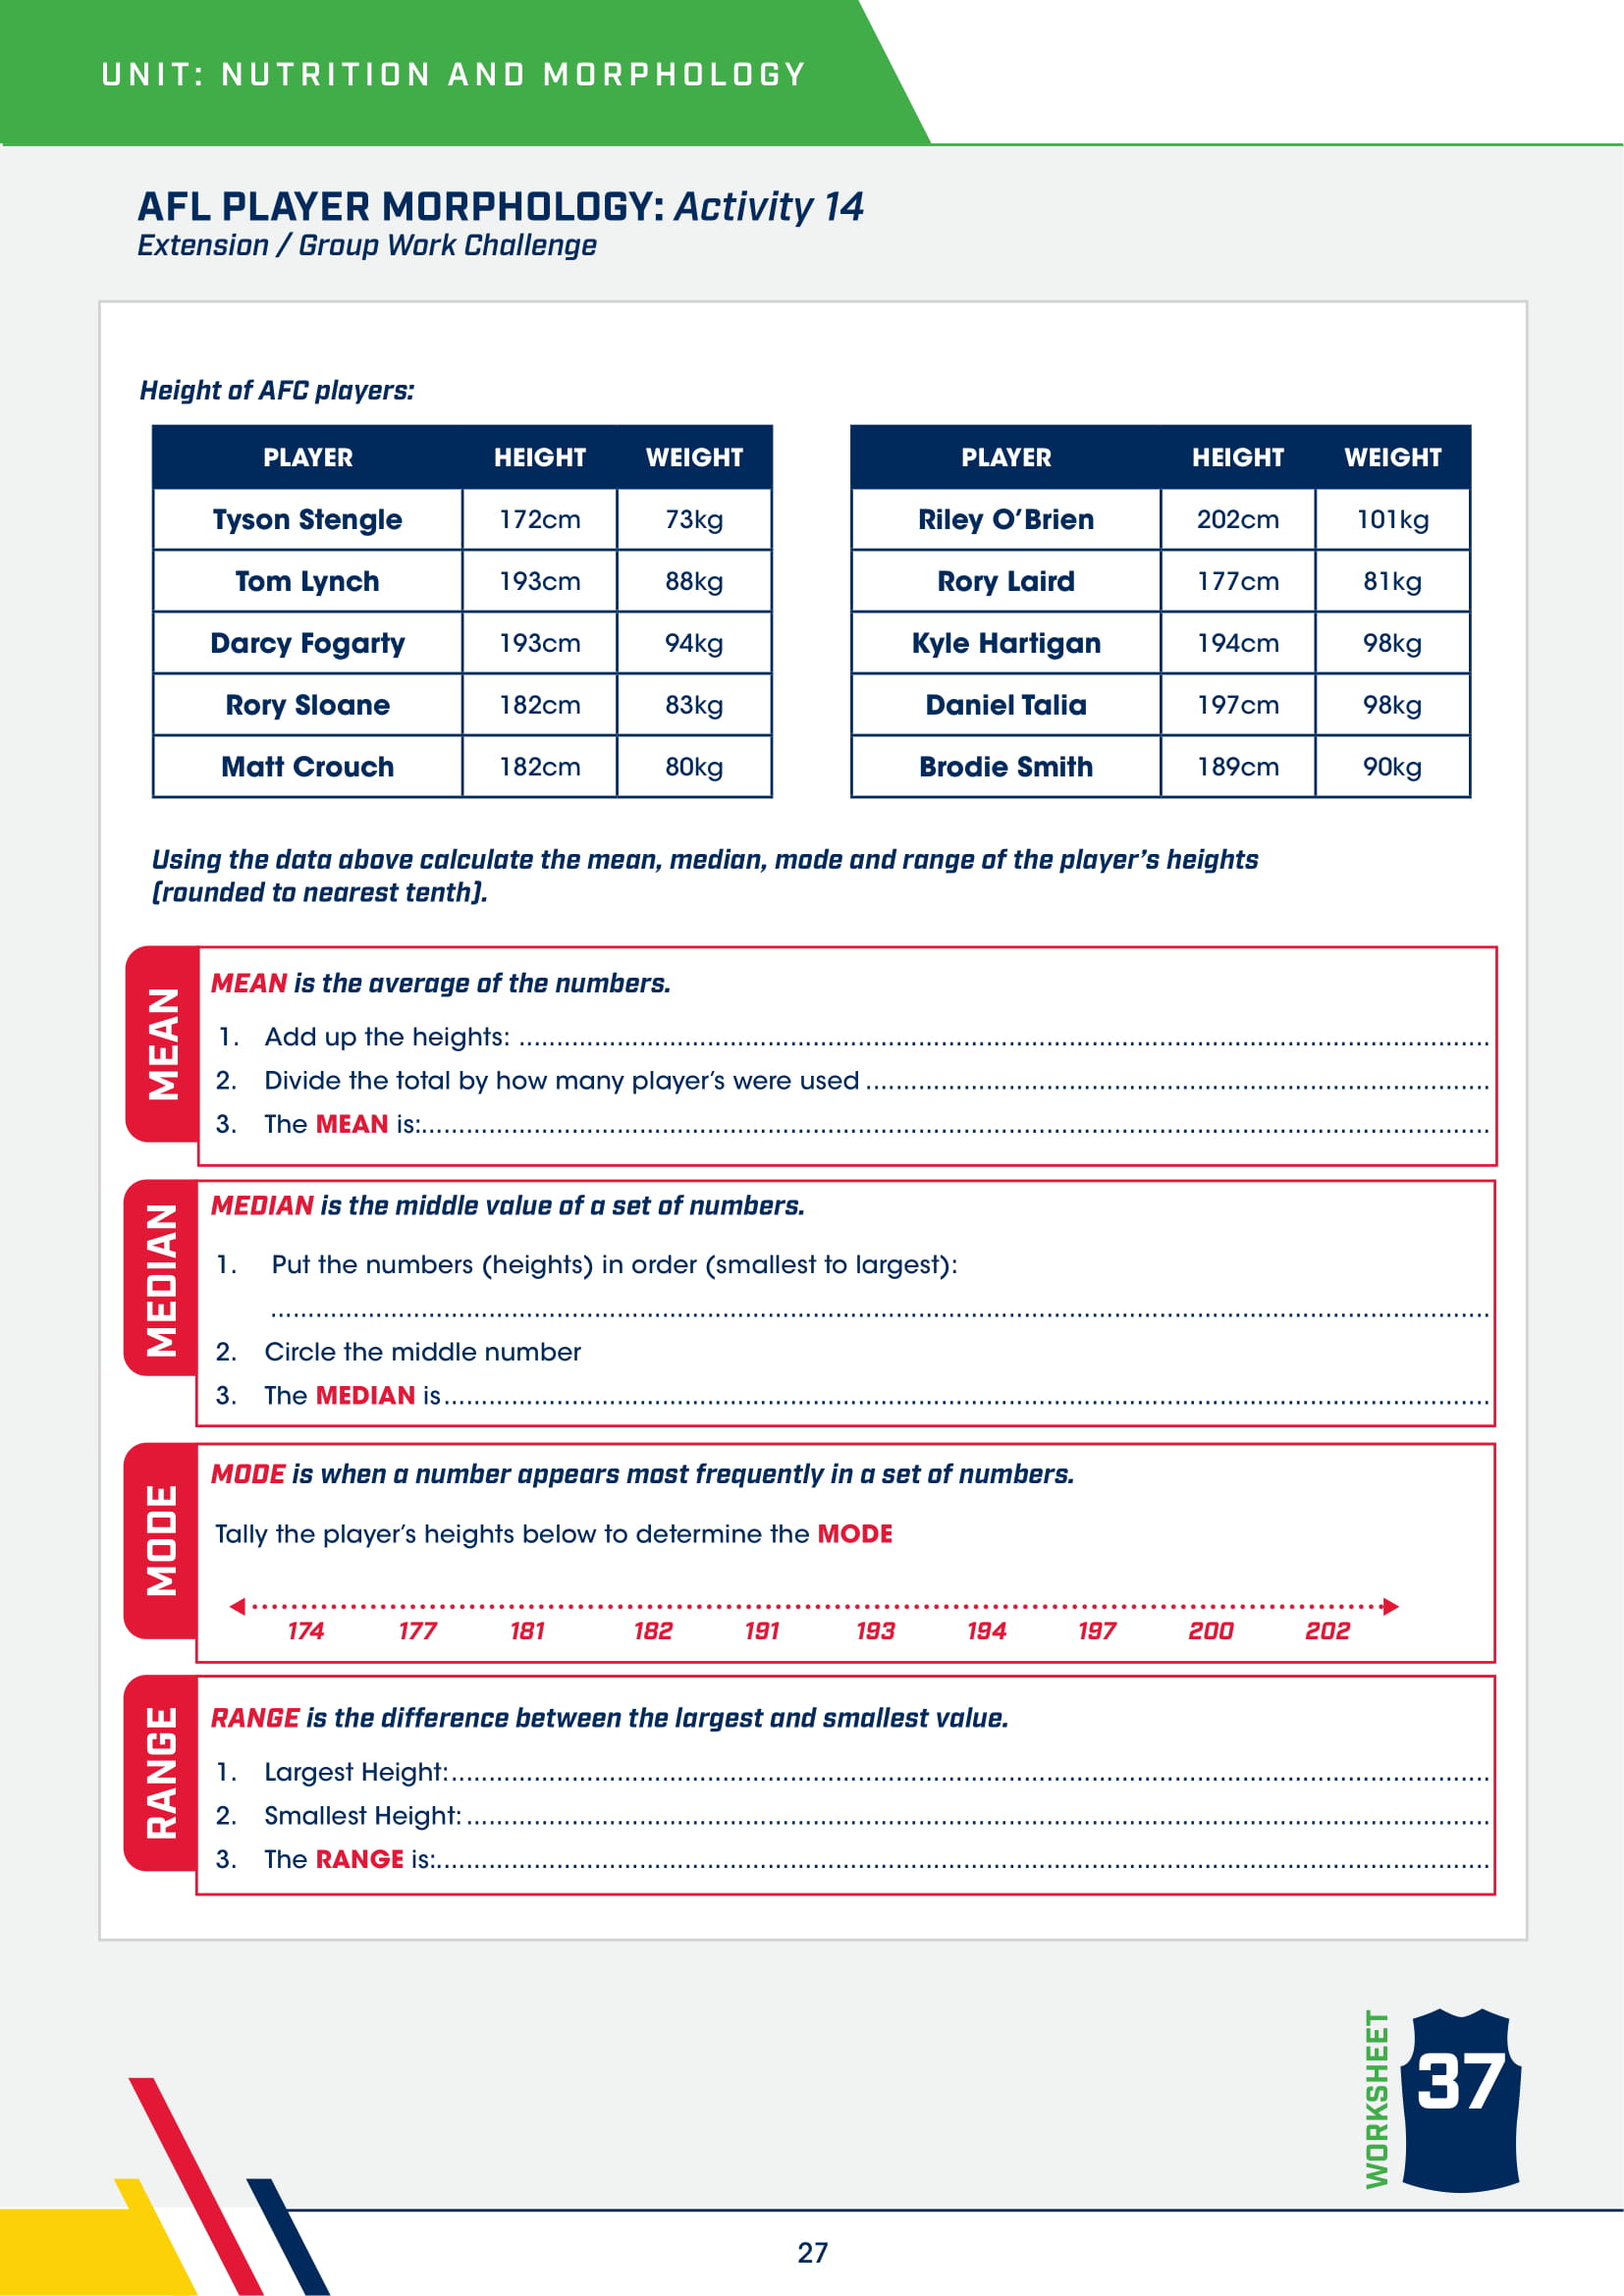 UNIT: NUTRITION AND MORPHOLOGY
AFL PLAYER MORPHOLOGY: Activity 14
Extension / Group Work Challenge
Height of AFC players:
PLAYER HEIGHT WEIGHT
Tyson Stengle 172cm 73kg
Tom Lynch 193cm 88kg
Darcy Fogarty 193cm 94kg
Rory Sloane 182cm 83kg
Matt Crouch 182cm 80kg
PLAYER HEIGHT WEIGHT
Riley O'Brien 202cm 101kg
Rory Laird 177cm 81kg
Kyle Hartigan 194cm 98kg
Daniel Talia 197cm 98kg
Brodie Smith 189cm 90kg
Using the data above calculate the mean, median, mode and range of the player's heights
(rounded to nearest tenth).
MEAN
MEAN is the average of the numbers.
1. Add up the heights:
2. Divide the total by how many player's were used
3. The MEAN is:
MEDIAN
MEDIAN is the middle value of a set of numbers.
1. Put the numbers (heights) in order (smallest to largest):
2. Circle the middle number
3. The MEDIAN is
MODE
MODE is when a number appears most frequently in a set of numbers.
Tally the player's heights below to determine the MODE
174 177 181 182 191 193 194 197 200 202
RANGE
RANGE is the difference between the largest and smallest value.
1. Largest Height:
2. Smallest Height:
3. The RANGE is:
WORKSHEET
37
27